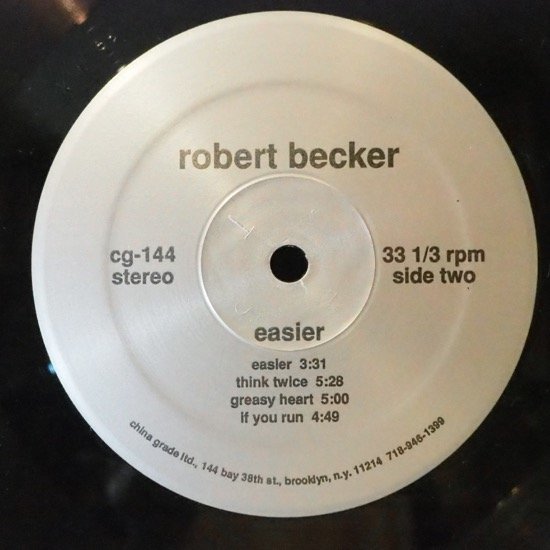 robert becker
cg-144
stereo
33 1/3 rpm
side two
easier
easier 3:31
think twice 5:28
greasy heart 5:00
if you run 4:49
china grade ltd., 144 bay 38th st., brooklyn, n.y. 11214 718-946-1399